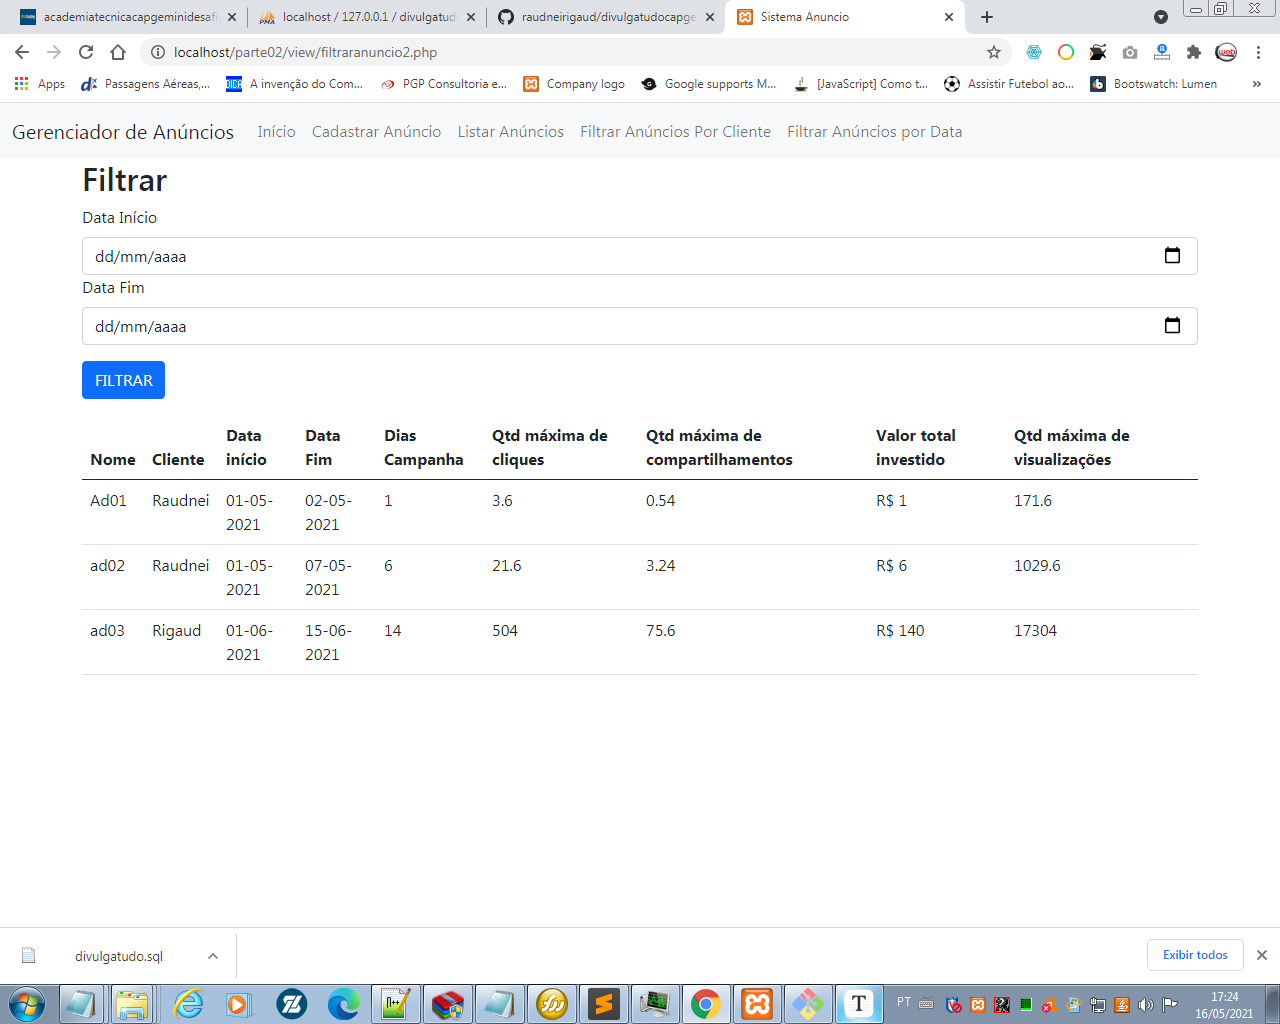 academiatecnicacapgeminidesafi
localhost / 127.0.0.1 / divulgatud
raudneirigaud/divulgatudocapge
Sistema Anuncio
localhost/parte02/view/filtraranuncio2.php
Apps
Passagens Aéreas,...
A invenção do Com...
PGP Consultoria e...
Company logo
Google supports M...
[JavaScript] Como t...
Assistir Futebol ao...
Bootswatch: Lumen
»
Gerenciador de Anúncios
Início
Cadastrar Anúncio
Listar Anúncios
Filtrar Anúncios Por Cliente
Filtrar Anúncios por Data
Filtrar
Data Início
dd/mm/aaaa
Data Fim
dd/mm/aaaa
FILTRAR
Nome Cliente Data início Data Fim Dias Campanha Qtd máxima de cliques Qtd máxima de compartilhamentos Valor total investido Qtd máxima de visualizações
Ad01 Raudnei 01-05-2021 02-05-2021 1 3.6 0.54 R$ 1 171.6
ad02 Raudnei 01-05-2021 07-05-2021 6 21.6 3.24 R$ 6 1029.6
ad03 Rigaud 01-06-2021 15-06-2021 14 504 75.6 R$ 140 17304
divulgatudo.sql
Exibir todos
PT
17:24
16/05/2021